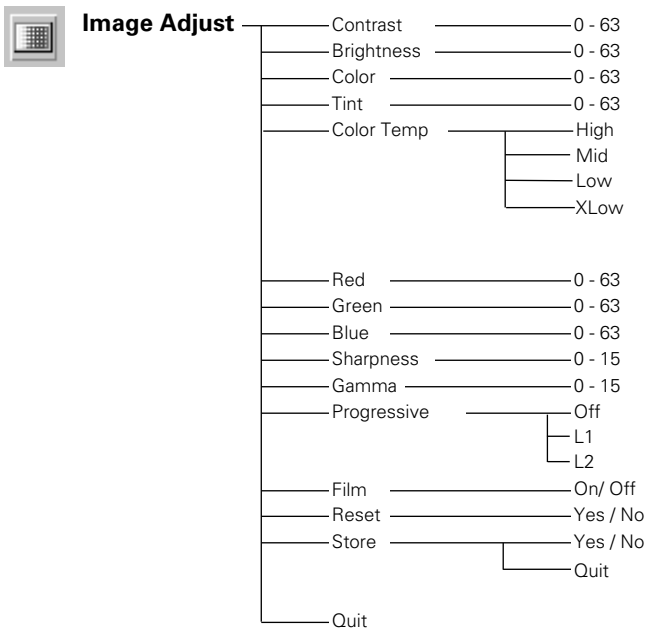 Image Adjust
Contrast 0 - 63
Brightness 0 - 63
Color 0 - 63
Tint 0 - 63
Color Temp High
Mid
Low
XLow
Red 0 - 63
Green 0 - 63
Blue 0 - 63
Sharpness 0 - 15
Gamma 0 - 15
Progressive Off
L1
L2
Film On/ Off
Reset Yes / No
Store Yes / No
Quit
Quit